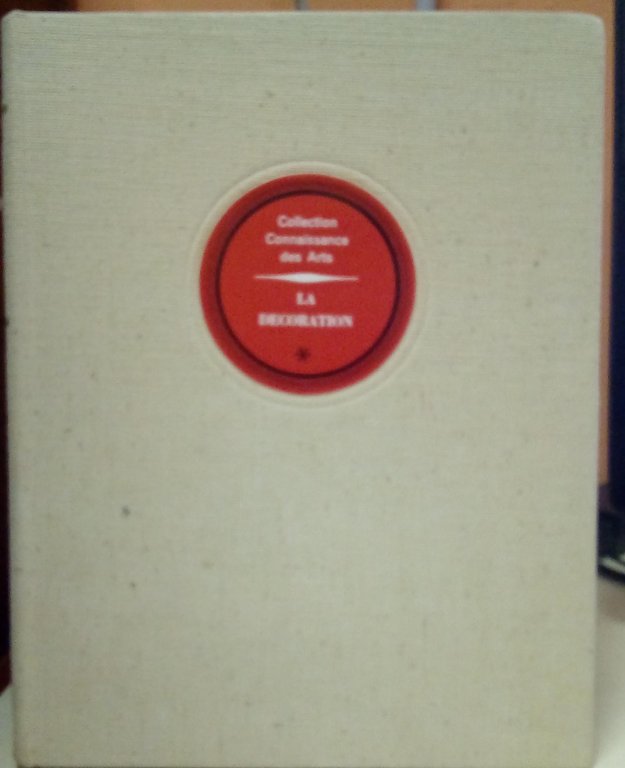 Collection
Connaissance
des Arts
LA
DECORATION
*